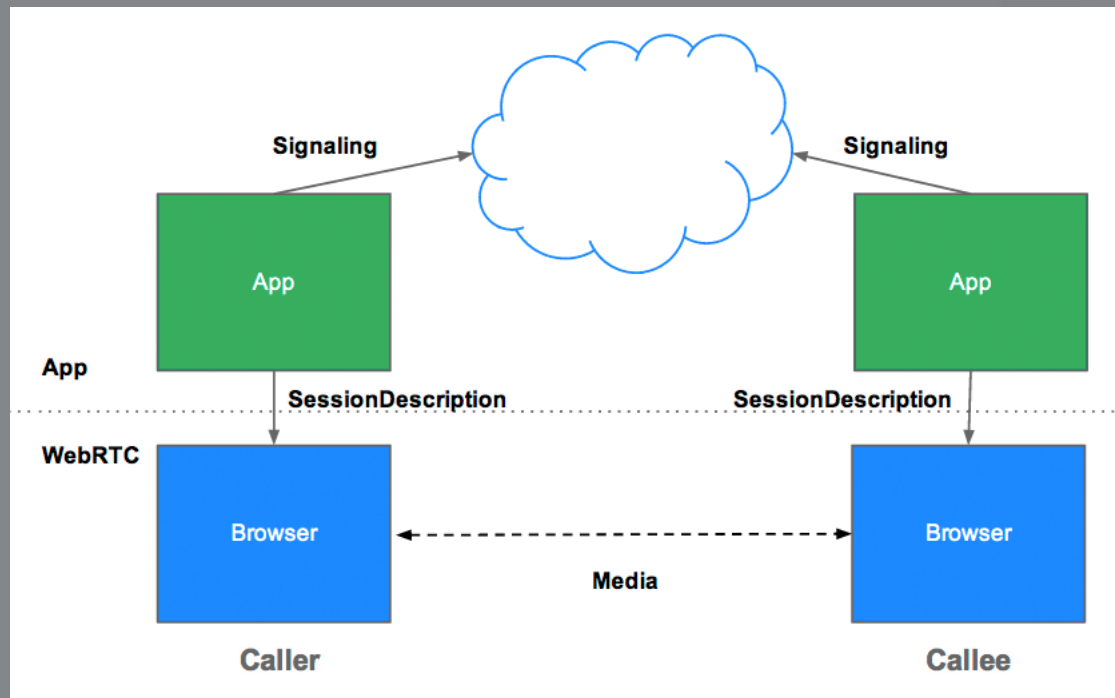 Signaling
Signaling
App
App
App
SessionDescription
SessionDescription
WebRTC
Browser
Browser
Media
Caller
Callee